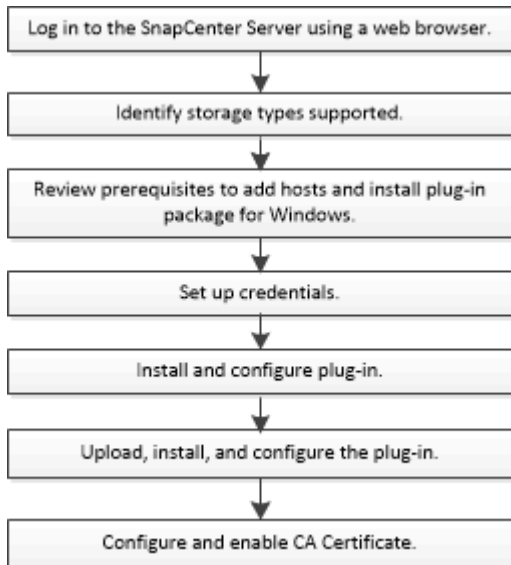 Log in to the SnapCenter Server using a web browser.
Identify storage types supported.
Review prerequisites to add hosts and install plug-in
package for Windows.
Set up credentials.
Install and configure plug-in.
Upload, install, and configure the plug-in.
Configure and enable CA Certificate.